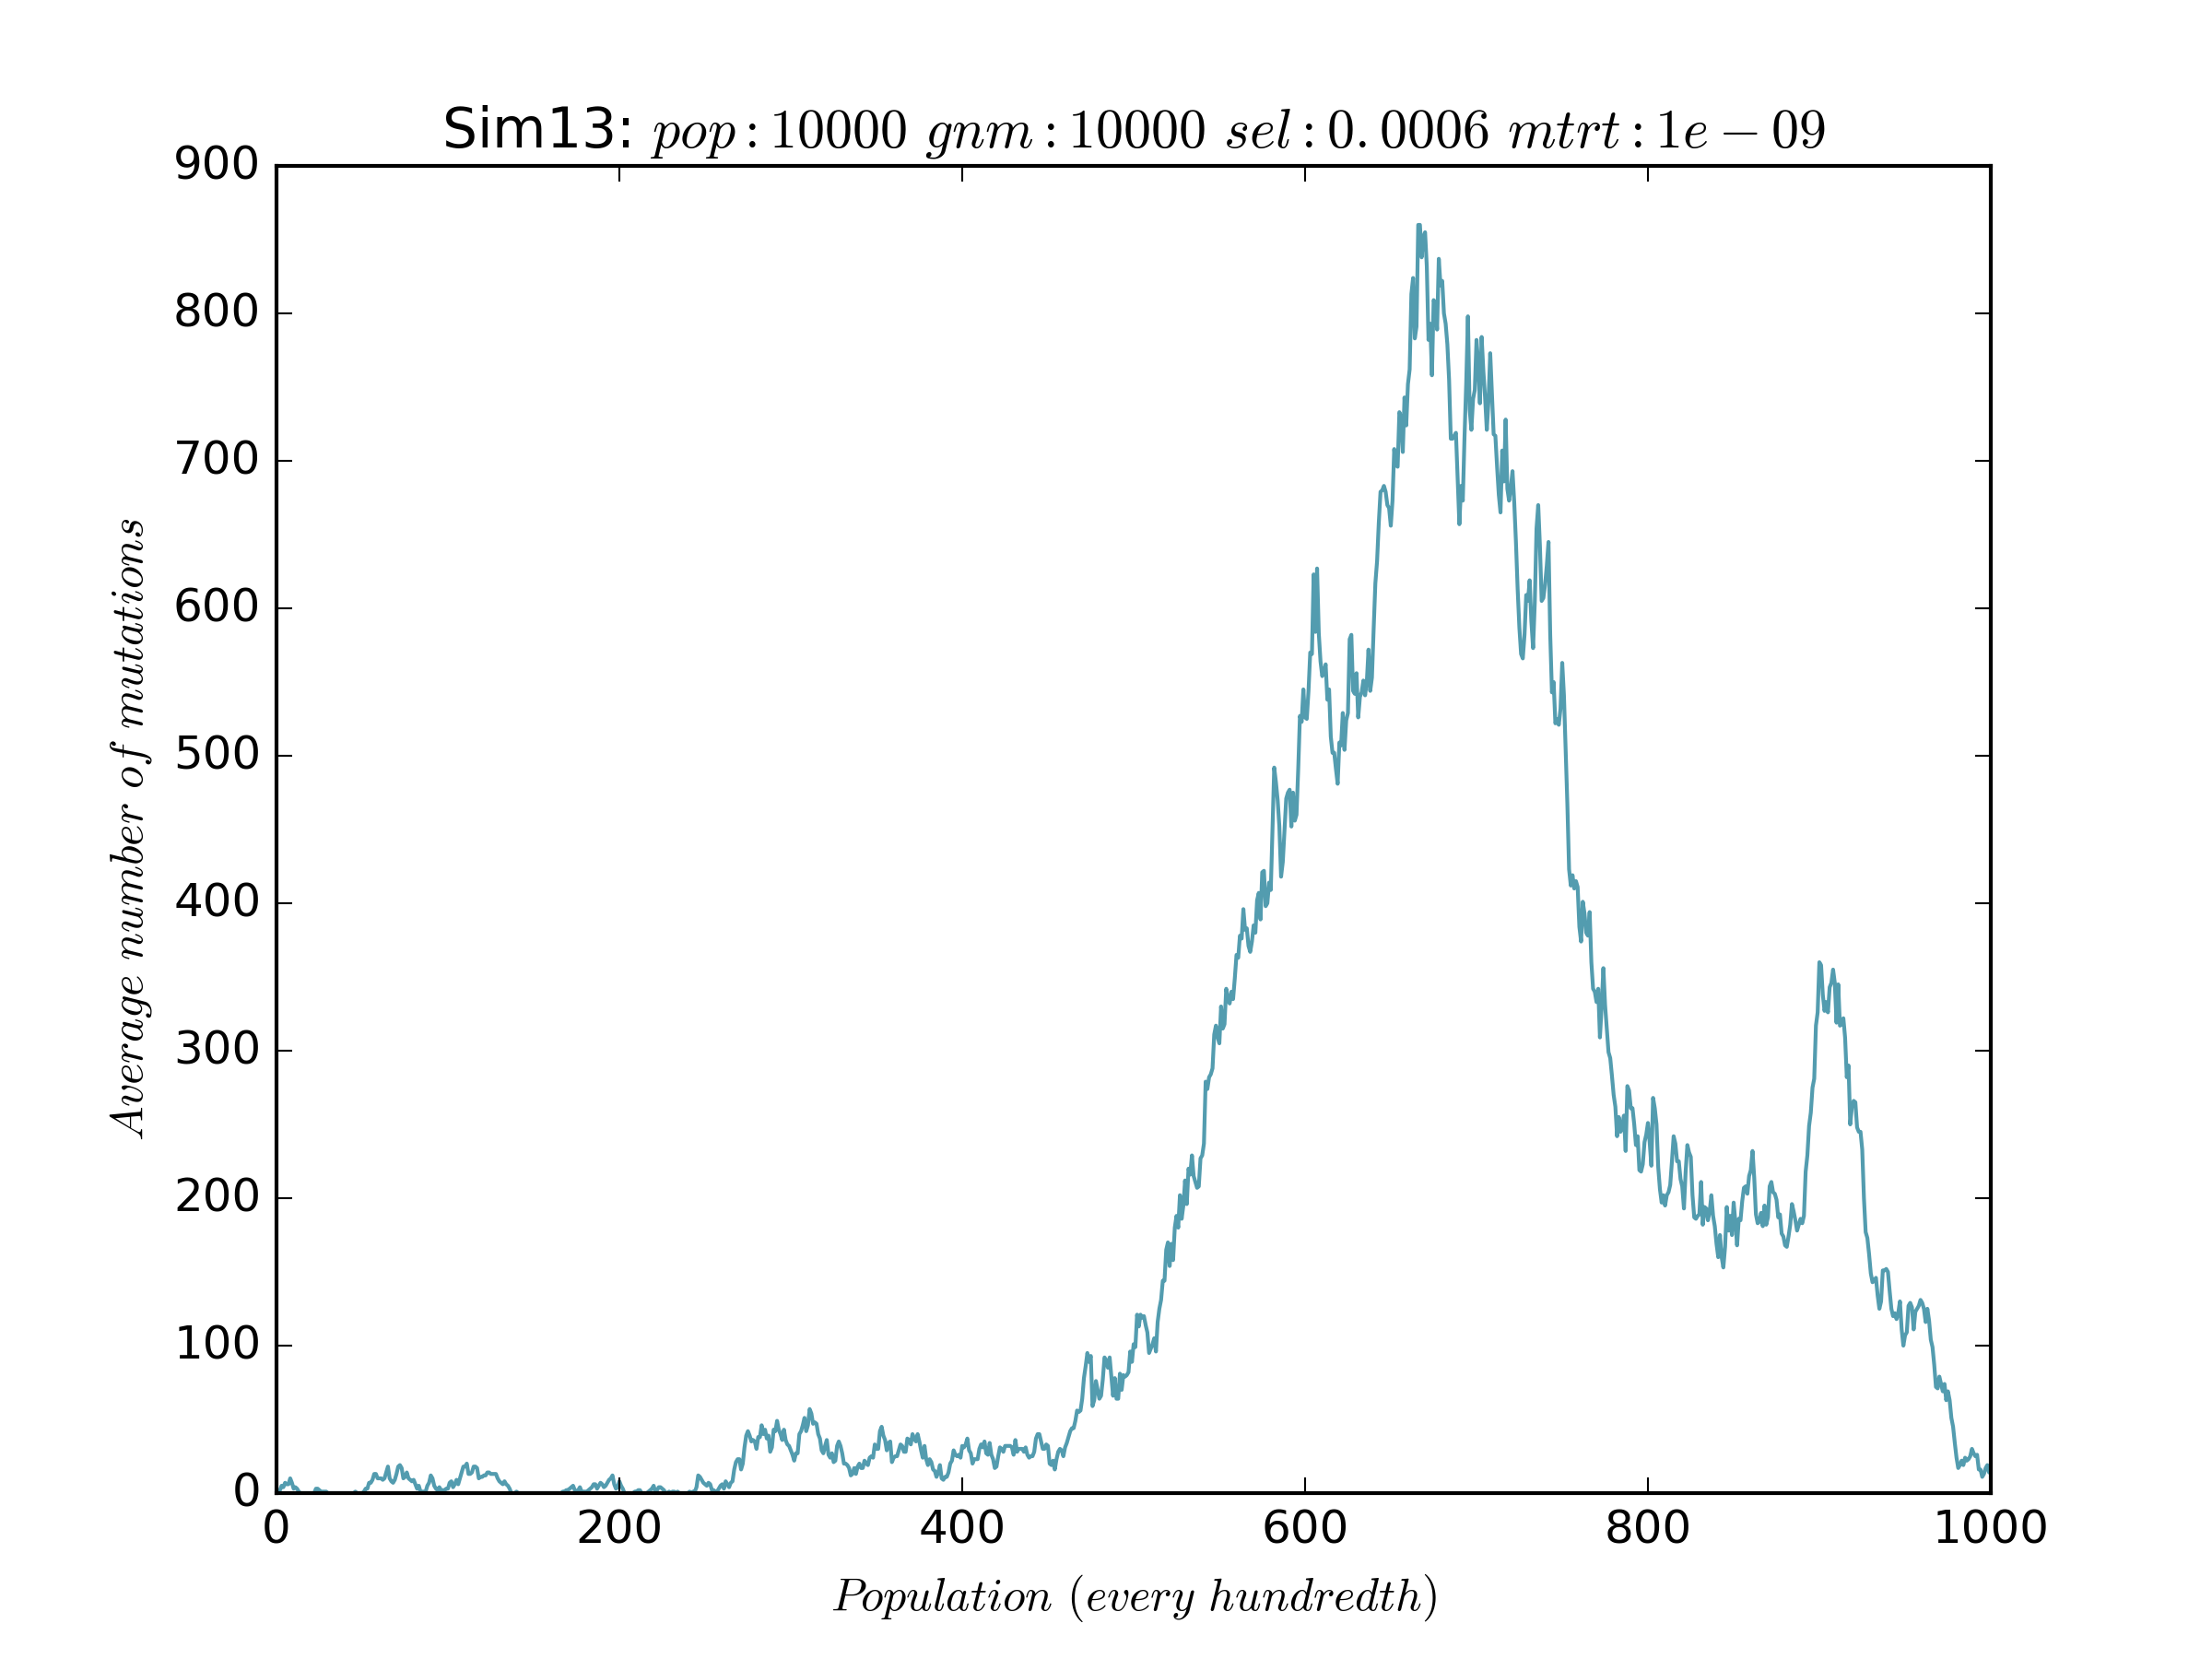 Sim13: pop : 10000 gnm : 10000 sel : 0.0006 mtrt : 1e − 09
900
800
700
600
500
400
300
200
100
0
Average number of mutations
0 200 400 600 800 1000
Population (every hundredth)